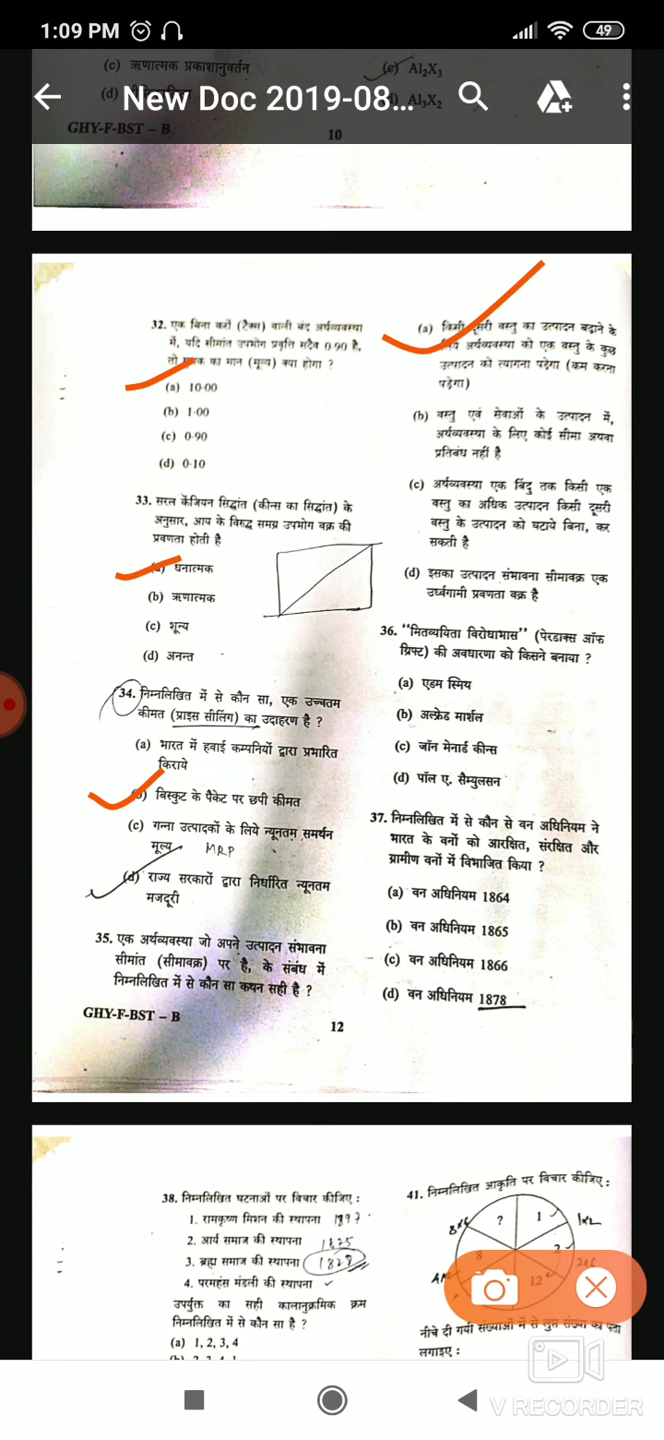 1:09 PM
49
(c) ऋणात्मक प्रकाशानुवर्तन
(c) Al₂X₃
(d)
New Doc 2019-08...
Al₃X₂
GHY-F-BST – B
10
32. एक बिना करों (टैक्स) वाली बंद अर्थव्यवस्था
में, यदि सीमांत उपभोग प्रवृत्ति सदैव 0·90 है,
तो का मान (मूल्य) क्या होगा ?
(a) 10·00
(b) 1·00
(c) 0·90
(d) 0·10
33. सरल केंजियन सिद्धांत (कीन्स का सिद्धांत) के
अनुसार, आय के विरुद्ध समग्र उपभोग वक्र की
प्रवणता होती है
(a) धनात्मक
(b) ऋणात्मक
(c) शून्य
(d) अनन्त
34. निम्नलिखित में से कौन सा, एक उच्चतम
कीमत (प्राइस सीलिंग) का उदाहरण है ?
(a) भारत में हवाई कम्पनियों द्वारा प्रभारित
किराये
(b) बिस्कुट के पैकेट पर छपी कीमत
(c) गन्ना उत्पादकों के लिये न्यूनतम समर्थन
मूल्य MRP
(d) राज्य सरकारों द्वारा निर्धारित न्यूनतम
मजदूरी
35. एक अर्थव्यवस्था जो अपने उत्पादन संभावना
सीमांत (सीमावक्र) पर है, के संबंध में
निम्नलिखित में से कौन सा कथन सही है ?
GHY-F-BST – B
12
(a) किसी दूसरी वस्तु का उत्पादन बढ़ाने के
लिये अर्थव्यवस्था को एक वस्तु के कुछ
उत्पादन को त्यागना पड़ेगा (कम करना
पड़ेगा)
(b) वस्तु एवं सेवाओं के उत्पादन में,
अर्थव्यवस्था के लिए कोई सीमा अथवा
प्रतिबंध नहीं है
(c) अर्थव्यवस्था एक बिंदु तक किसी एक
वस्तु का अधिक उत्पादन किसी दूसरी
वस्तु के उत्पादन को घटाये बिना, कर
सकती है
(d) इसका उत्पादन संभावना सीमावक्र एक
उर्ध्वगामी प्रवणता वक्र है
36. “मितव्ययिता विरोधाभास” (पेरडाक्स ऑफ
थ्रिफ्ट) की अवधारणा को किसने बनाया ?
(a) एडम स्मिथ
(b) अल्फ्रेड मार्शल
(c) जॉन मेनार्ड कीन्स
(d) पॉल ए. सैम्युलसन
37. निम्नलिखित में से कौन से वन अधिनियम ने
भारत के वनों को आरक्षित, संरक्षित और
ग्रामीण वनों में विभाजित किया ?
(a) वन अधिनियम 1864
(b) वन अधिनियम 1865
(c) वन अधिनियम 1866
(d) वन अधिनियम 1878
38. निम्नलिखित घटनाओं पर विचार कीजिए :
1. रामकृष्ण मिशन की स्थापना 1897
2. आर्य समाज की स्थापना 1875
3. ब्रह्म समाज की स्थापना 1828
4. परमहंस मंडली की स्थापना
उपर्युक्त का सही कालानुक्रमिक क्रम
निम्नलिखित में से कौन सा है ?
(a) 1, 2, 3, 4
41. निम्नलिखित आकृति पर विचार कीजिए :
? 1 1x2
8 2
12
नीचे दी गयी संख्याओं में से लुप्त संख्या का पता
लगाइए :
V RECORDER